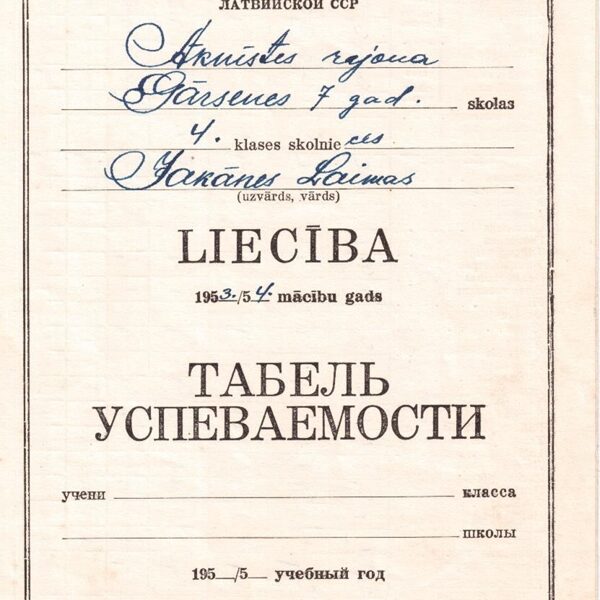 ЛАТВИЙСКОЙ ССР
Aknīstes rajona
Gārsenes 7 gad. skolas
4. klases skolnieces
Jakānes Laimas
(uzvārds, vārds)
LIECĪBA
1953./54. mācību gads
ТАБЕЛЬ
УСПЕВАЕМОСТИ
учени класса
школы
195 /5 учебный год